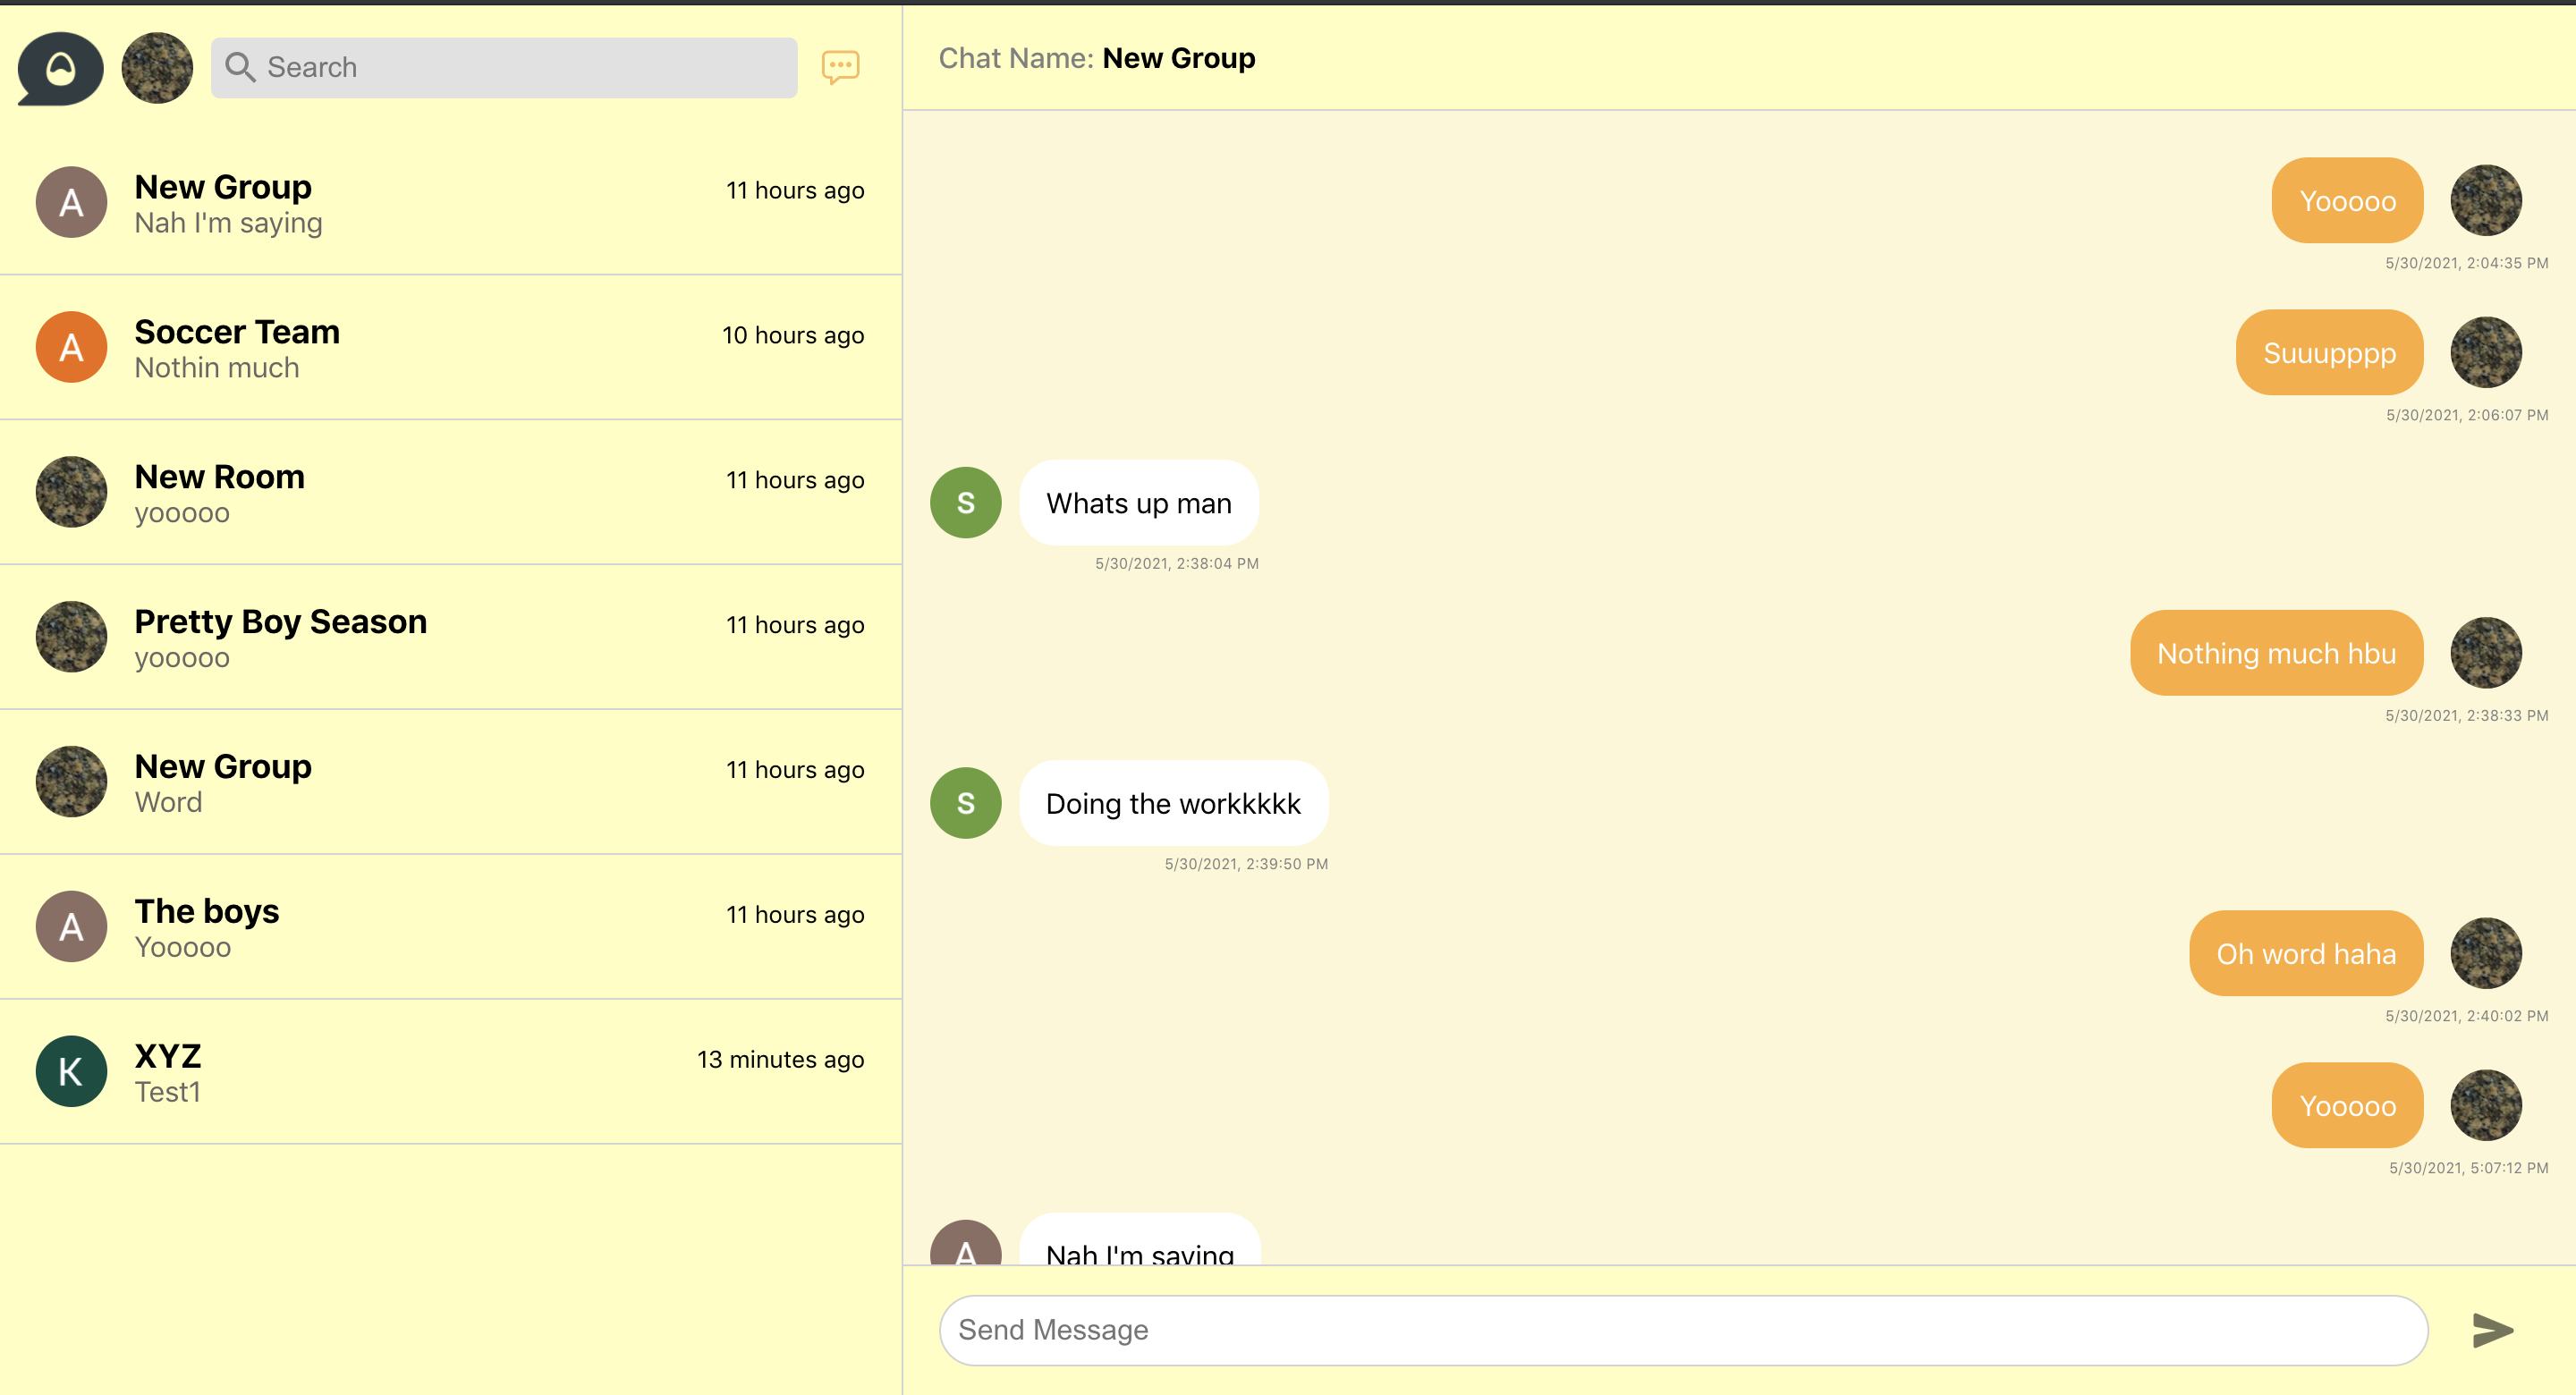 Search
A
New Group
11 hours ago
Nah I'm saying
A
Soccer Team
10 hours ago
Nothin much
New Room
11 hours ago
yooooo
Pretty Boy Season
11 hours ago
yooooo
New Group
11 hours ago
Word
A
The boys
11 hours ago
Yooooo
K
XYZ
13 minutes ago
Test1
Chat Name: New Group
Yooooo
5/30/2021, 2:04:35 PM
Suuupppp
5/30/2021, 2:06:07 PM
S
Whats up man
5/30/2021, 2:38:04 PM
Nothing much hbu
5/30/2021, 2:38:33 PM
S
Doing the workkkkk
5/30/2021, 2:39:50 PM
Oh word haha
5/30/2021, 2:40:02 PM
Yooooo
5/30/2021, 5:07:12 PM
A
Nah I'm saying
Send Message